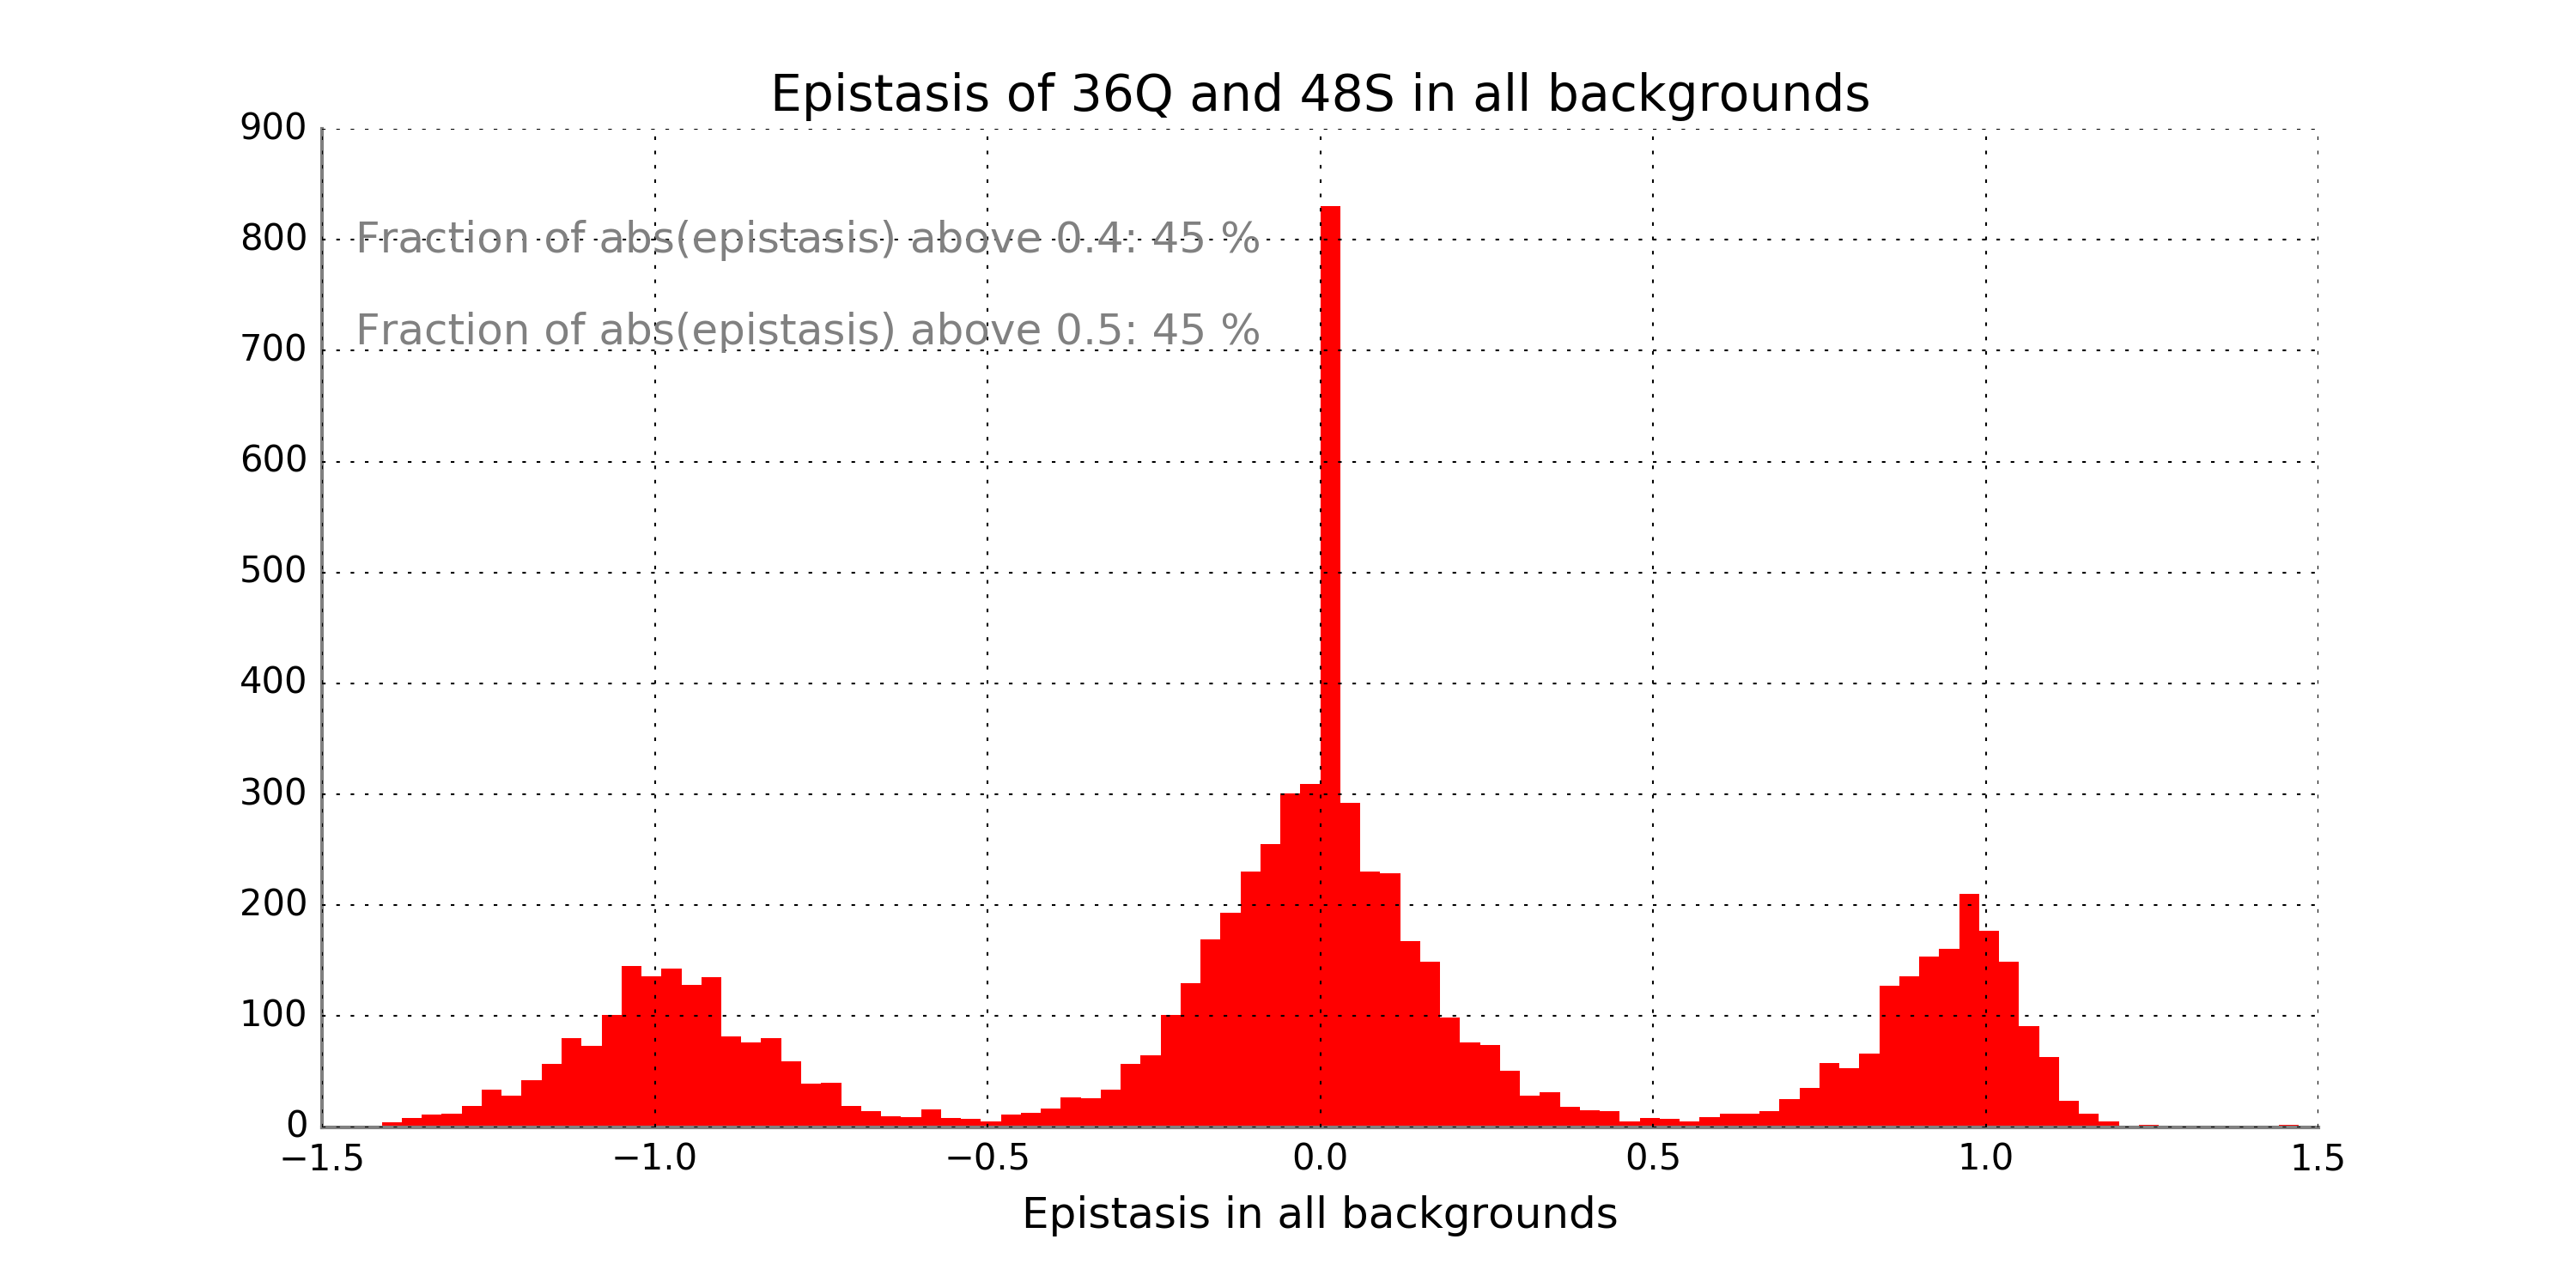 Epistasis of 36Q and 48S in all backgrounds
900
800
700
600
500
400
300
200
100
0
Fraction of abs(epistasis) above 0.4: 45 %
Fraction of abs(epistasis) above 0.5: 45 %
−1.5 −1.0 −0.5 0.0 0.5 1.0 1.5
Epistasis in all backgrounds